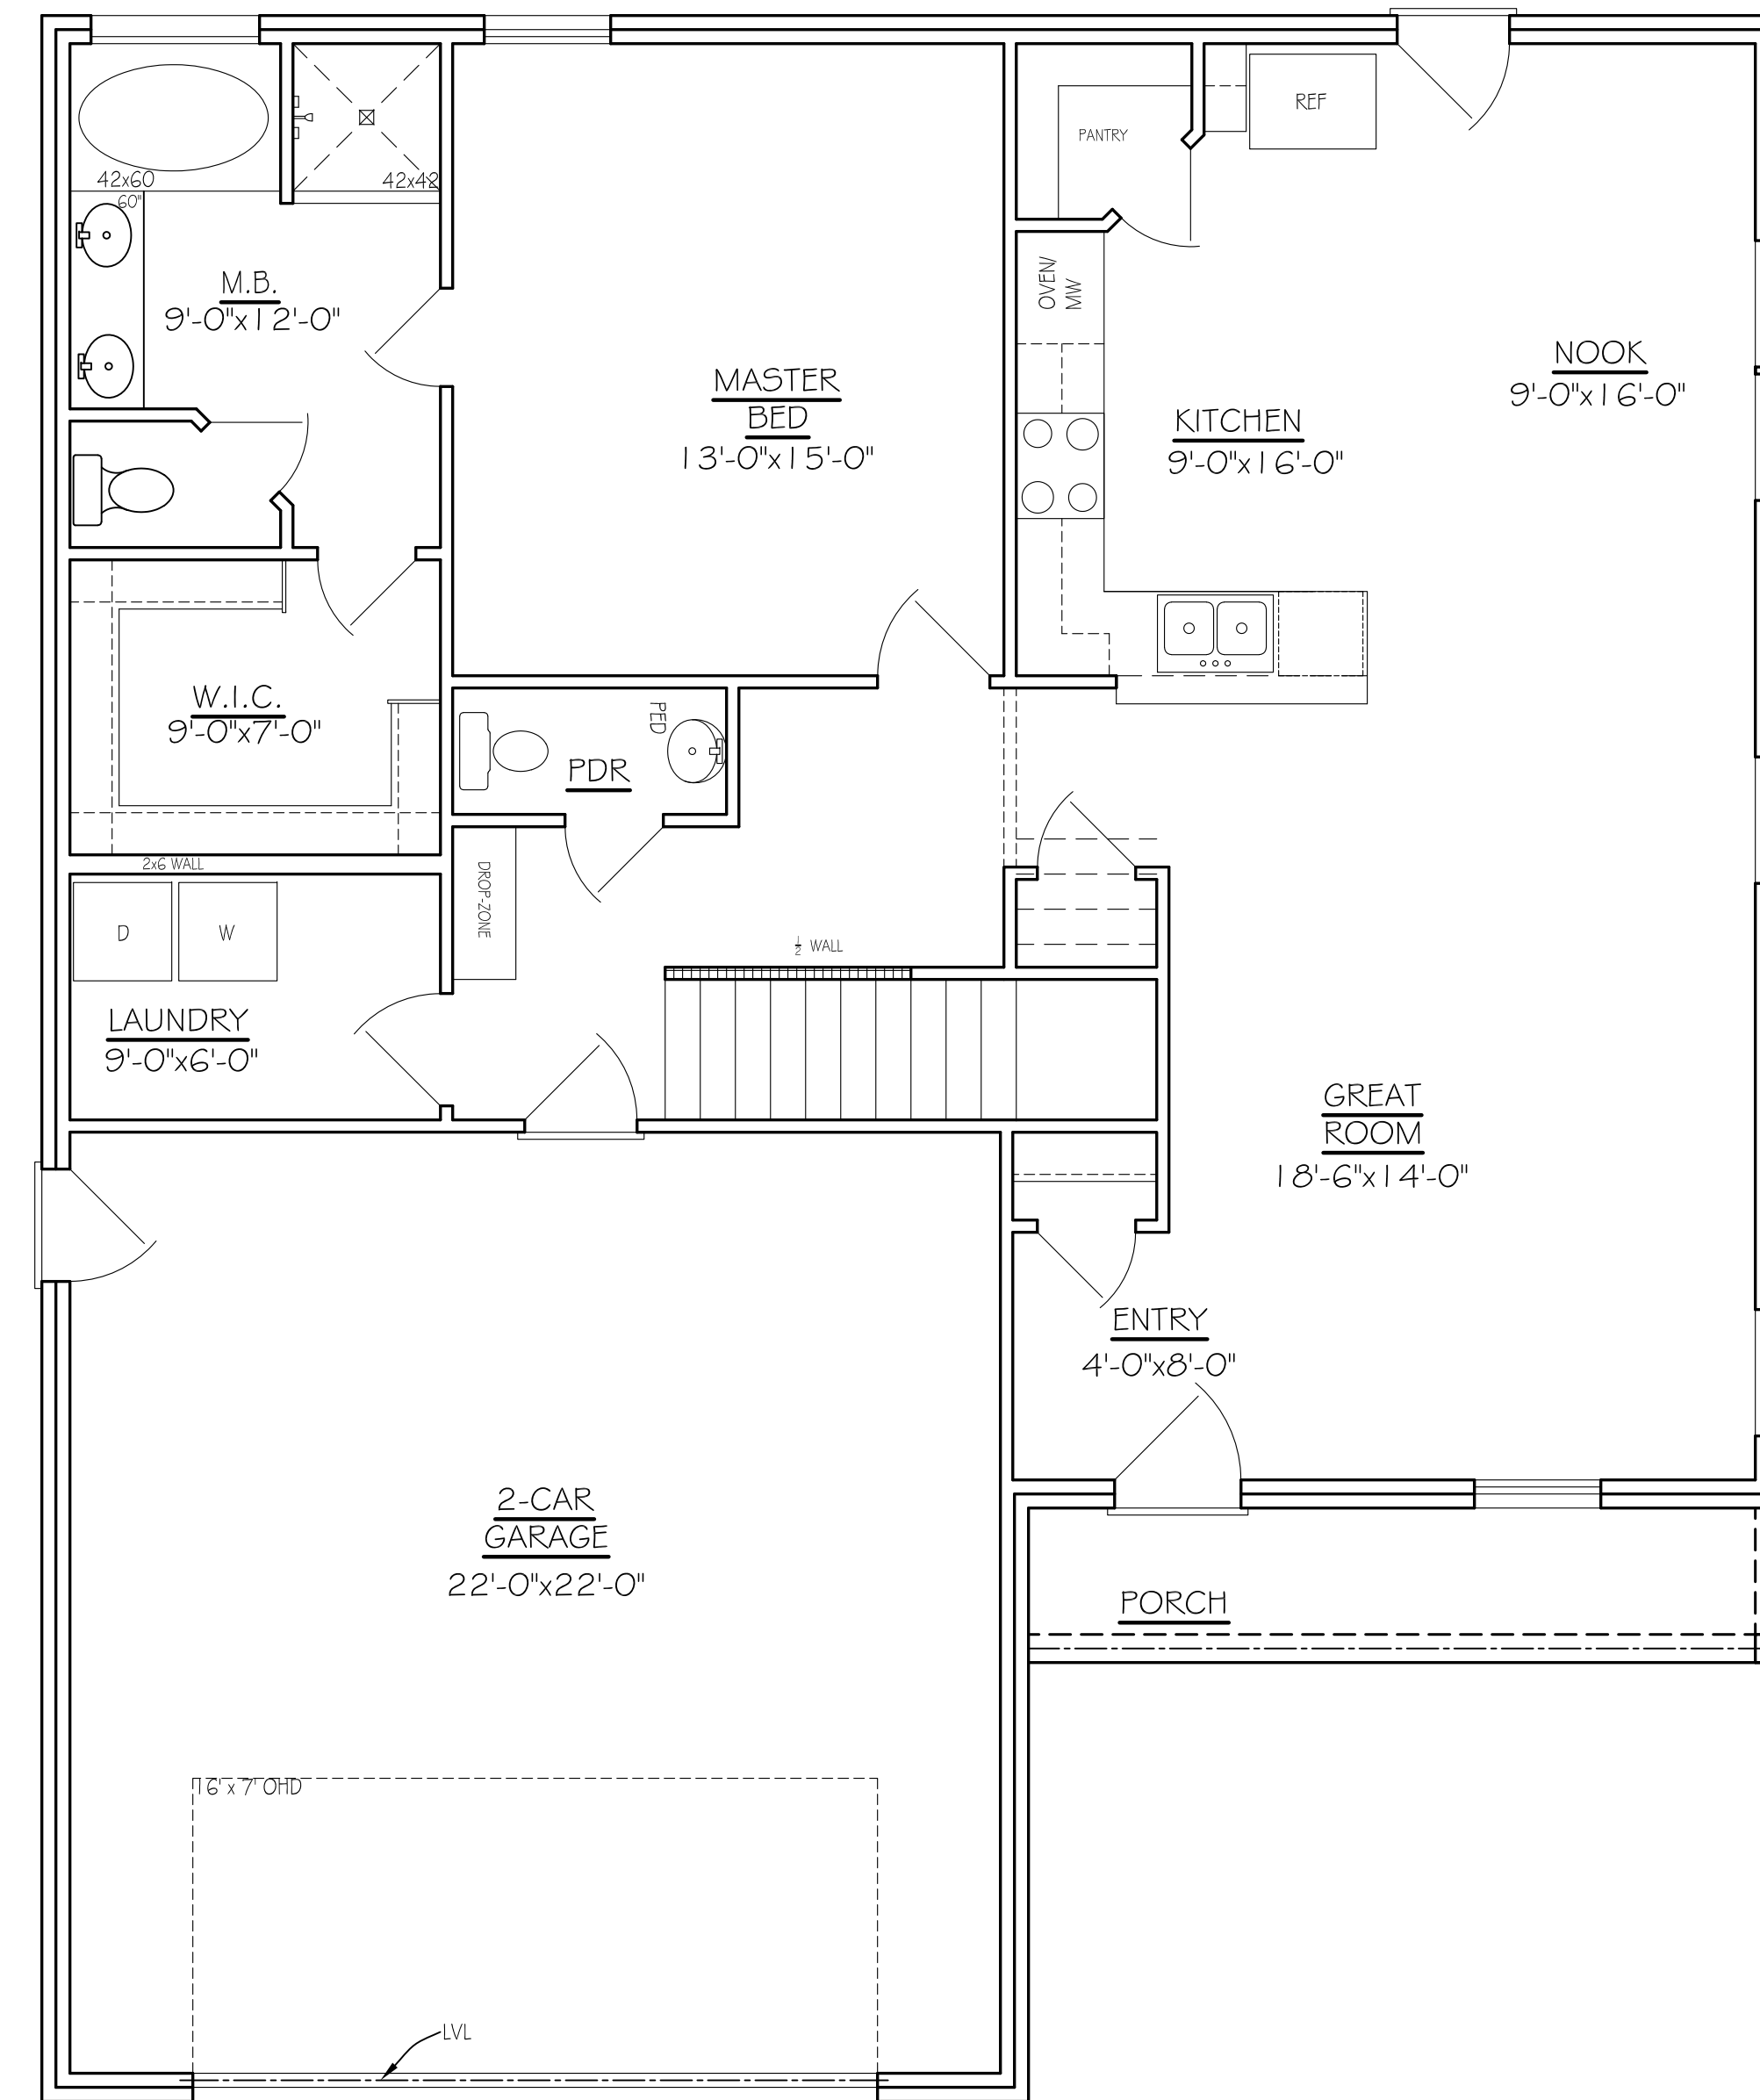 REF
PANTRY
42x60
42x42
60"
OVEN/
MW
M.B.
9'-0"x12'-0"
MASTER
BED
13'-0"x15'-0"
KITCHEN
9'-0"x16'-0"
NOOK
9'-0"x16'-0"
W.I.C.
9'-0"x7'-0"
PED
PDR
2x6 WALL
DROP-ZONE
D
W
½ WALL
LAUNDRY
9'-0"x6'-0"
GREAT
ROOM
18'-6"x14'-0"
ENTRY
4'-0"x8'-0"
2-CAR
GARAGE
22'-0"x22'-0"
PORCH
16' x 7' OHD
LVL